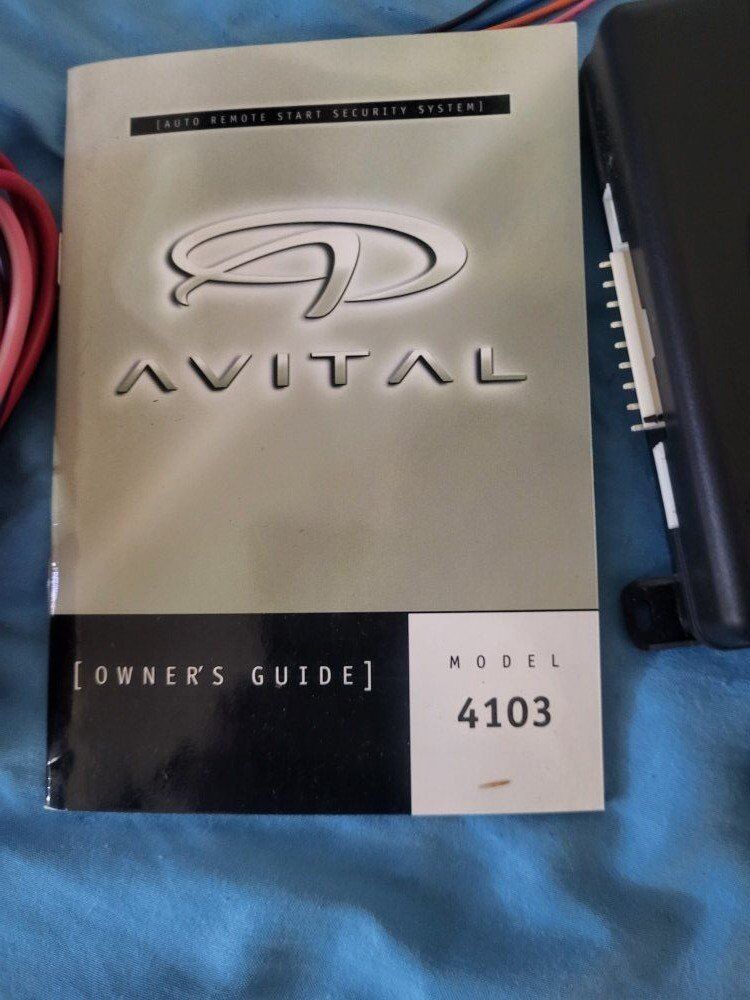 [AUTO REMOTE START SECURITY SYSTEM]
AVITAL
[OWNER'S GUIDE]
MODEL
4103